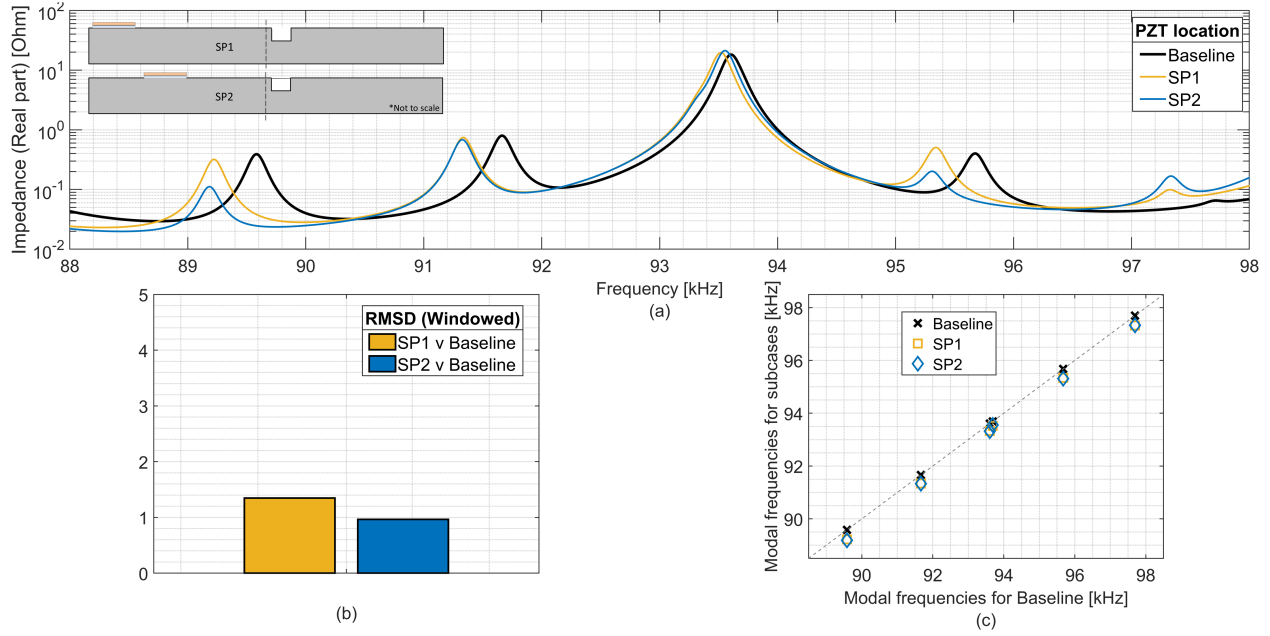 Impedance (Real part) [Ohm]
10^2
10^1
10^0
10^-1
10^-2
SP1
SP2
*Not to scale
PZT location
Baseline
SP1
SP2
88 89 90 91 92 93 94 95 96 97 98
Frequency [kHz]
(a)
5
4
3
2
1
0
RMSD (Windowed)
SP1 v Baseline
SP2 v Baseline
(b)
Modal frequencies for subcases [kHz]
98
96
94
92
90
Baseline
SP1
SP2
90 92 94 96 98
Modal frequencies for Baseline [kHz]
(c)